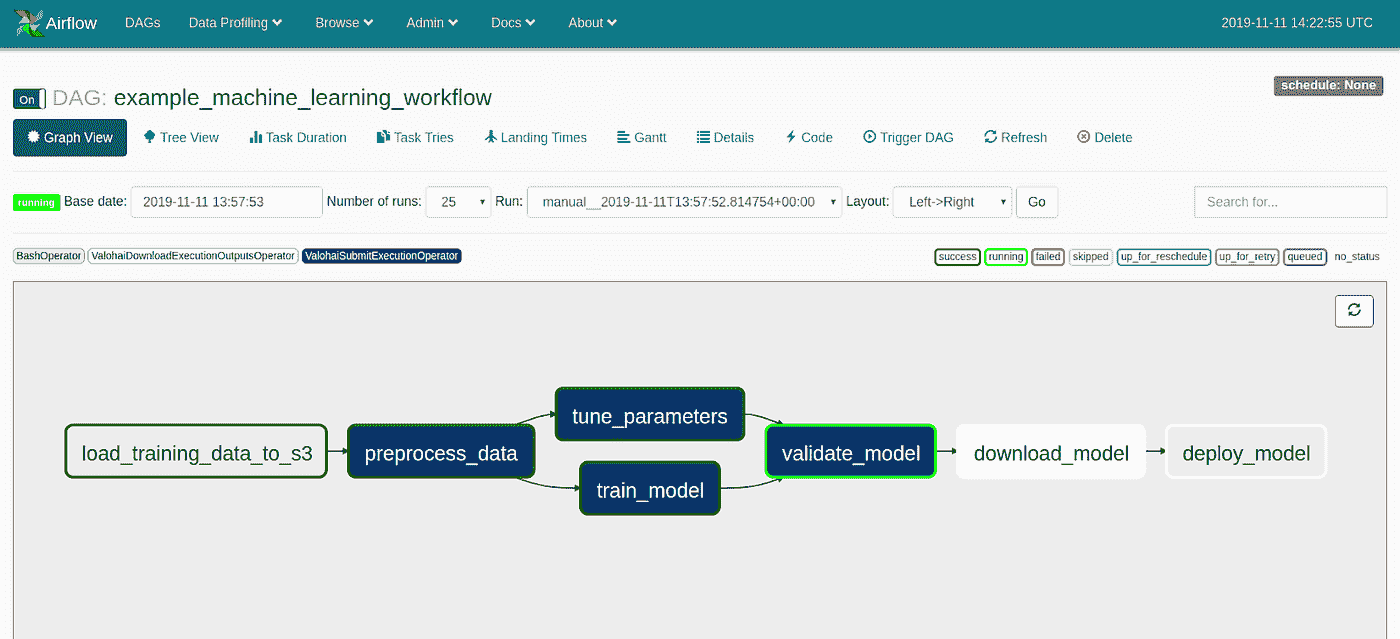 Airflow DAGs Data Profiling Browse Admin Docs About 2019-11-11 14:22:55 UTC
On DAG: example_machine_learning_workflow schedule: None
Graph View Tree View Task Duration Task Tries Landing Times Gantt Details Code Trigger DAG Refresh Delete
running Base date: 2019-11-11 13:57:53 Number of runs: 25 Run: manual__2019-11-11T13:57:52.814754+00:00 Layout: Left->Right Go Search for...
BashOperator ValohaiDownloadExecutionOutputsOperator ValohaiSubmitExecutionOperator success running failed skipped up_for_reschedule up_for_retry queued no_status
tune_parameters
load_training_data_to_s3 preprocess_data validate_model download_model deploy_model
train_model